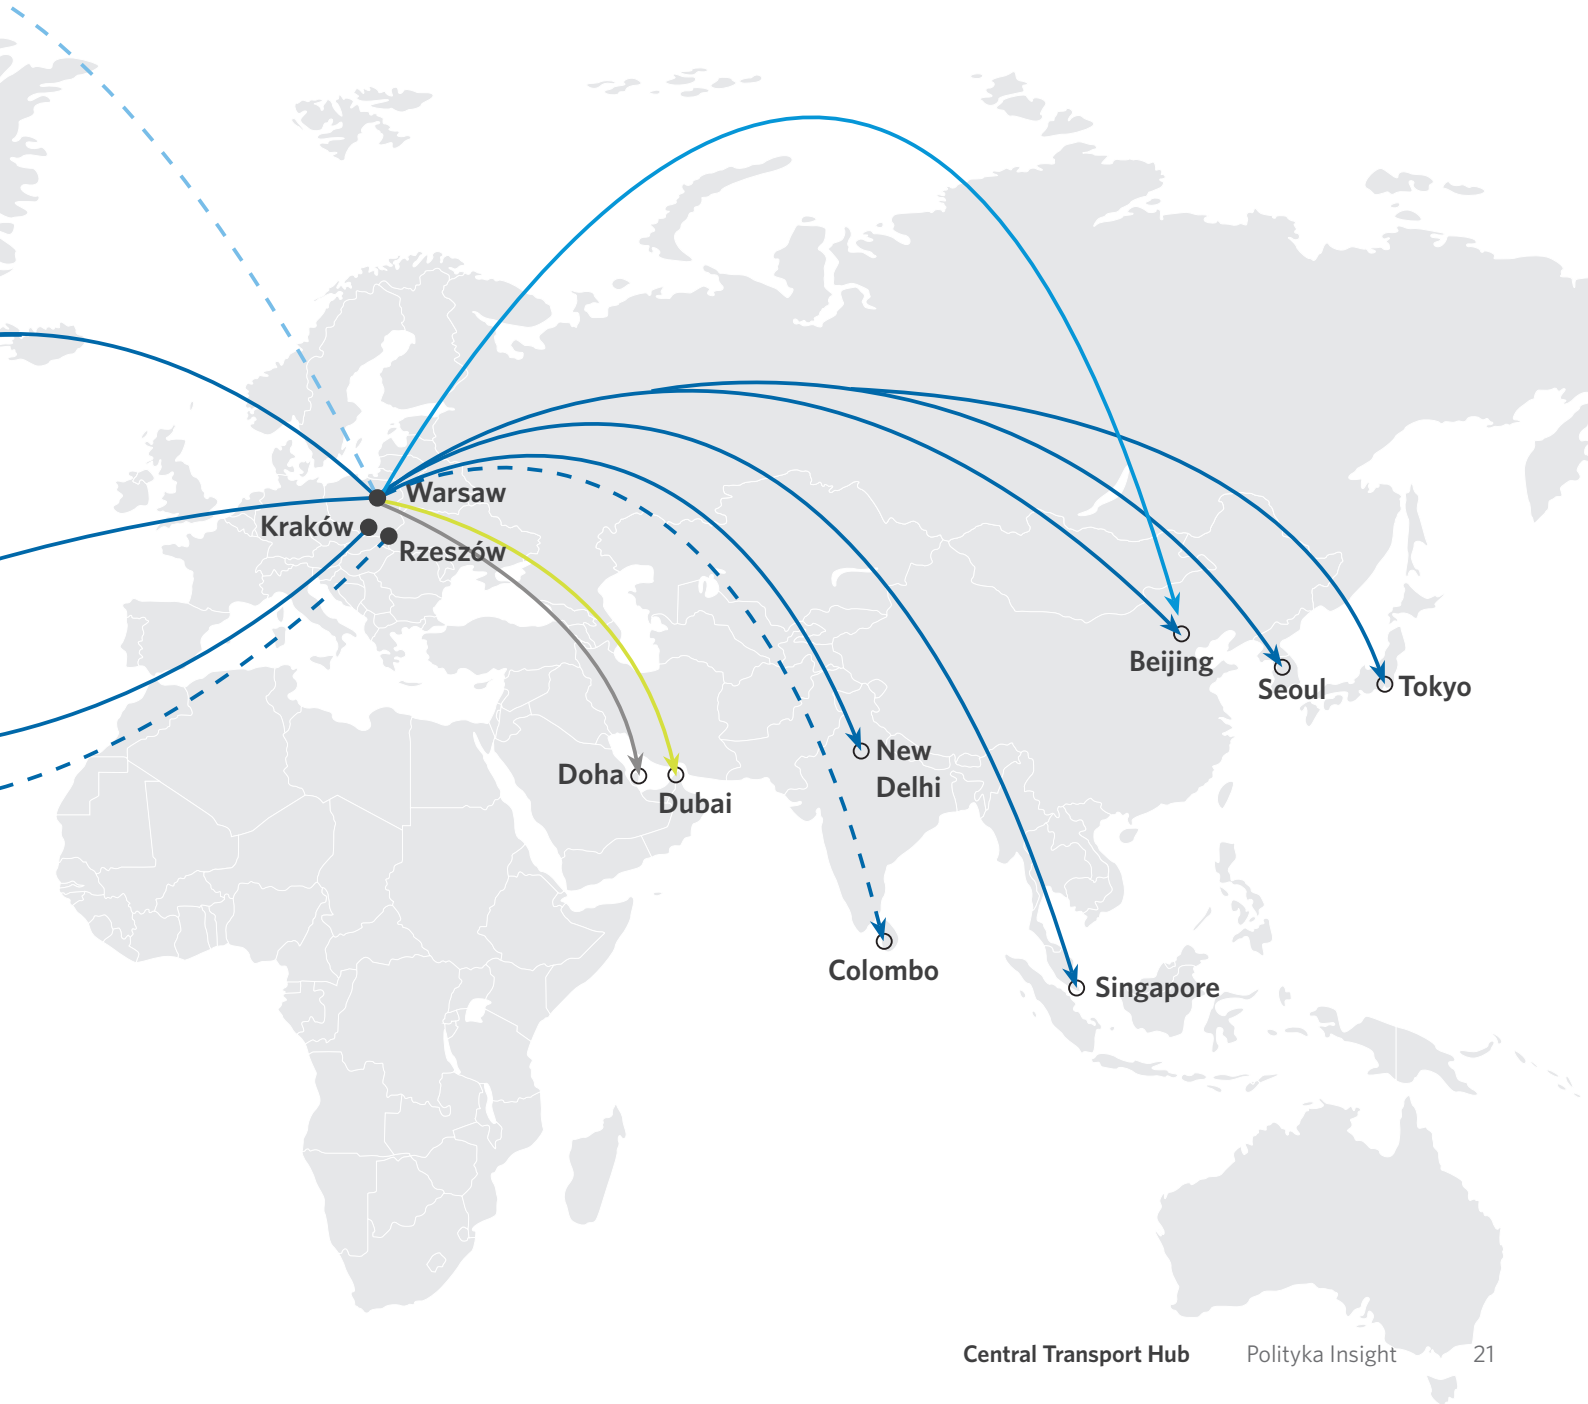 Warsaw
Kraków
Rzeszów
Beijing
Seoul
Tokyo
New
Delhi
Doha
Dubai
Colombo
Singapore
Central Transport Hub Polityka Insight 21